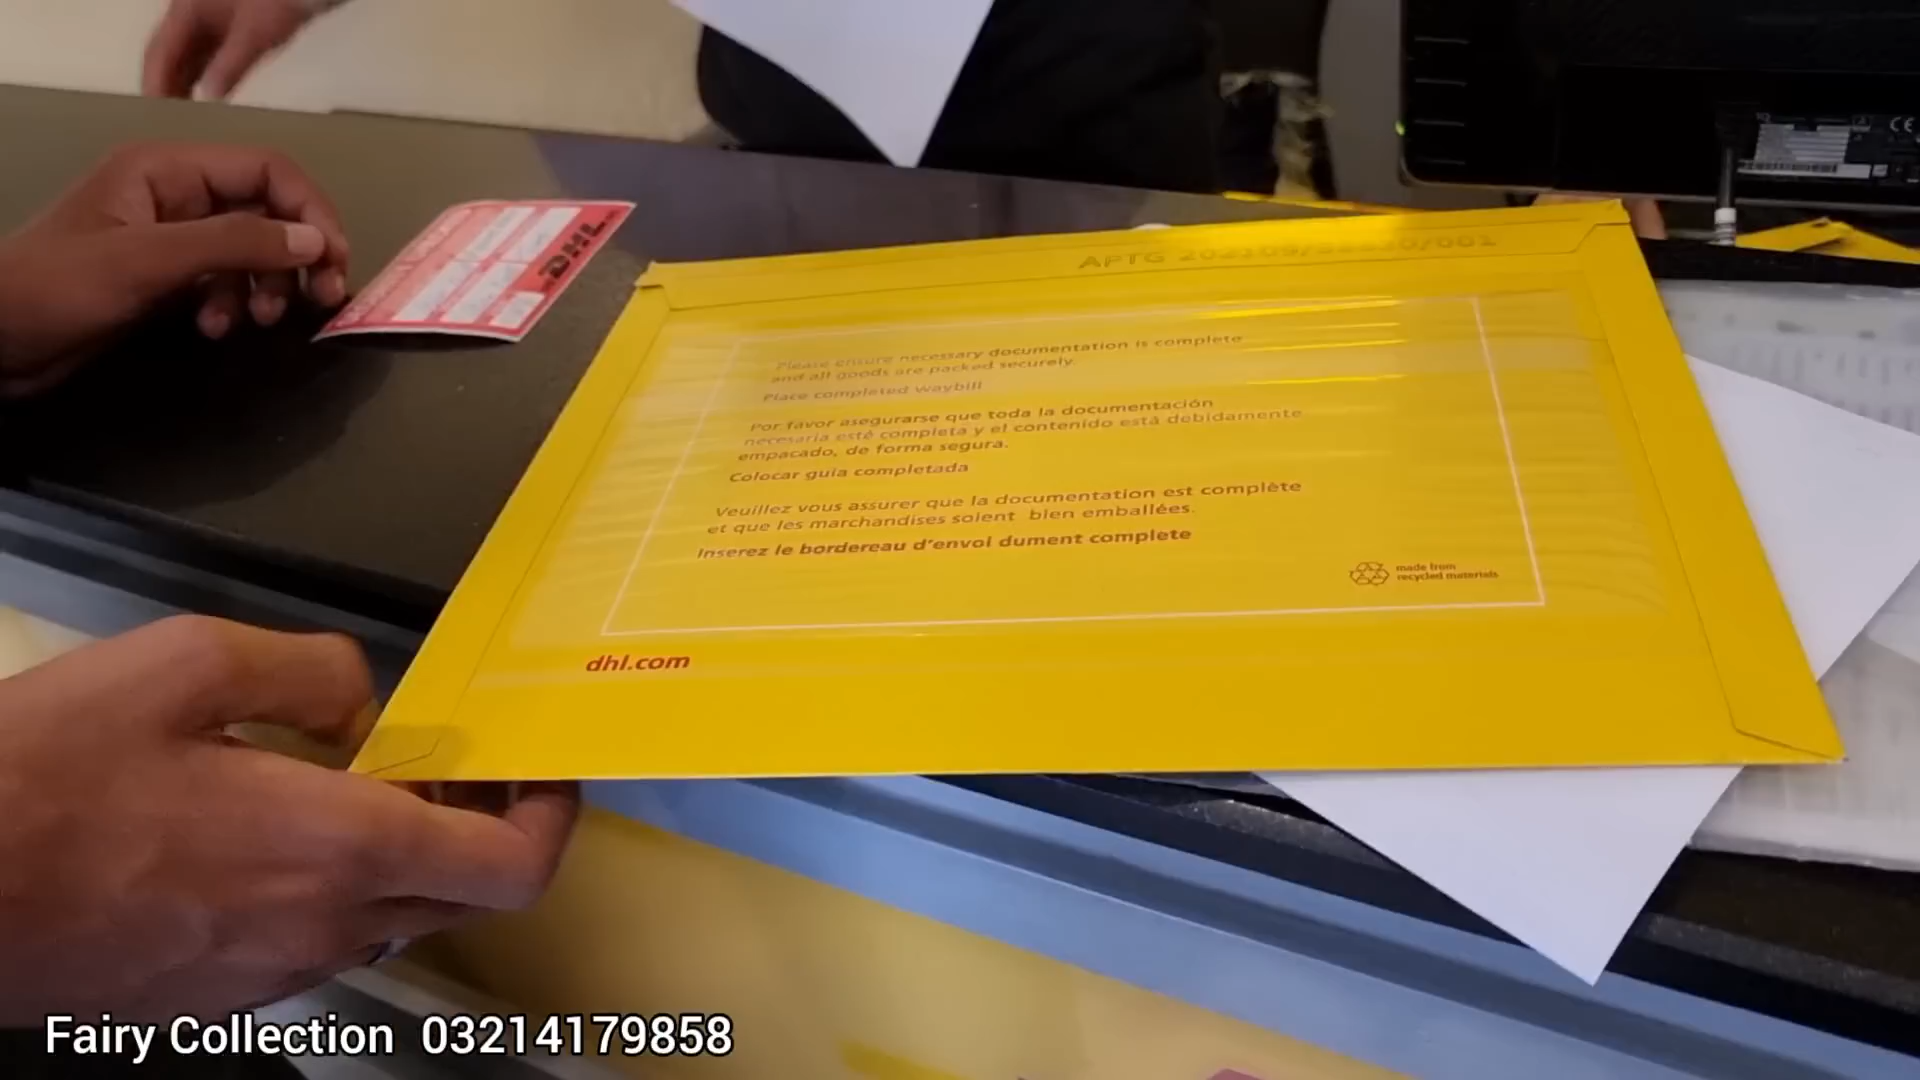 DHL
APTG
Please ensure necessary documentation is complete
and all goods are packed securely.
Place completed waybill
Por favor asegurarse que toda la documentación
necesaria esté completa y el contenido está debidamente
empacado, de forma segura.
Colocar guia completada
Veuillez vous assurer que la documentation est complète
et que les marchandises soient bien emballées.
Inserez le bordereau d'envoi dument complete
made from
recycled materials
dhl.com
CE
Fairy Collection 03214179858